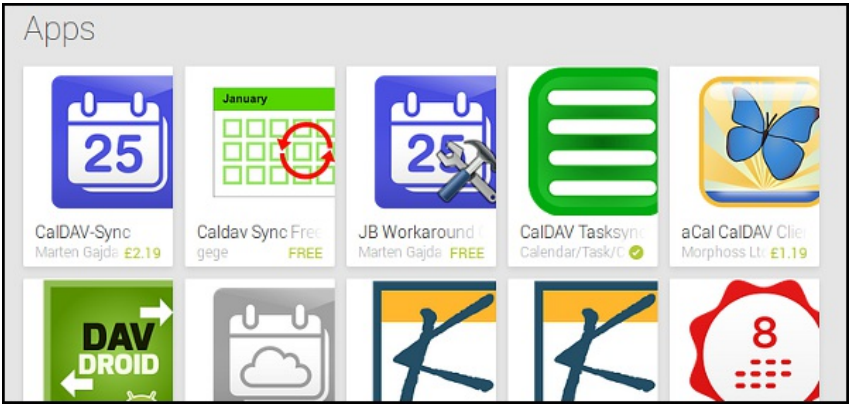 Apps
25
January
25
CalDAV-Sync
Marten Gajda £2.19
Caldav Sync Free
gege FREE
JB Workaround
Marten Gajda FREE
CalDAV Tasksync
Calendar/Task/C
aCal CalDAV Clie
Morphoss Ltd £1.19
DAV
DROID
8